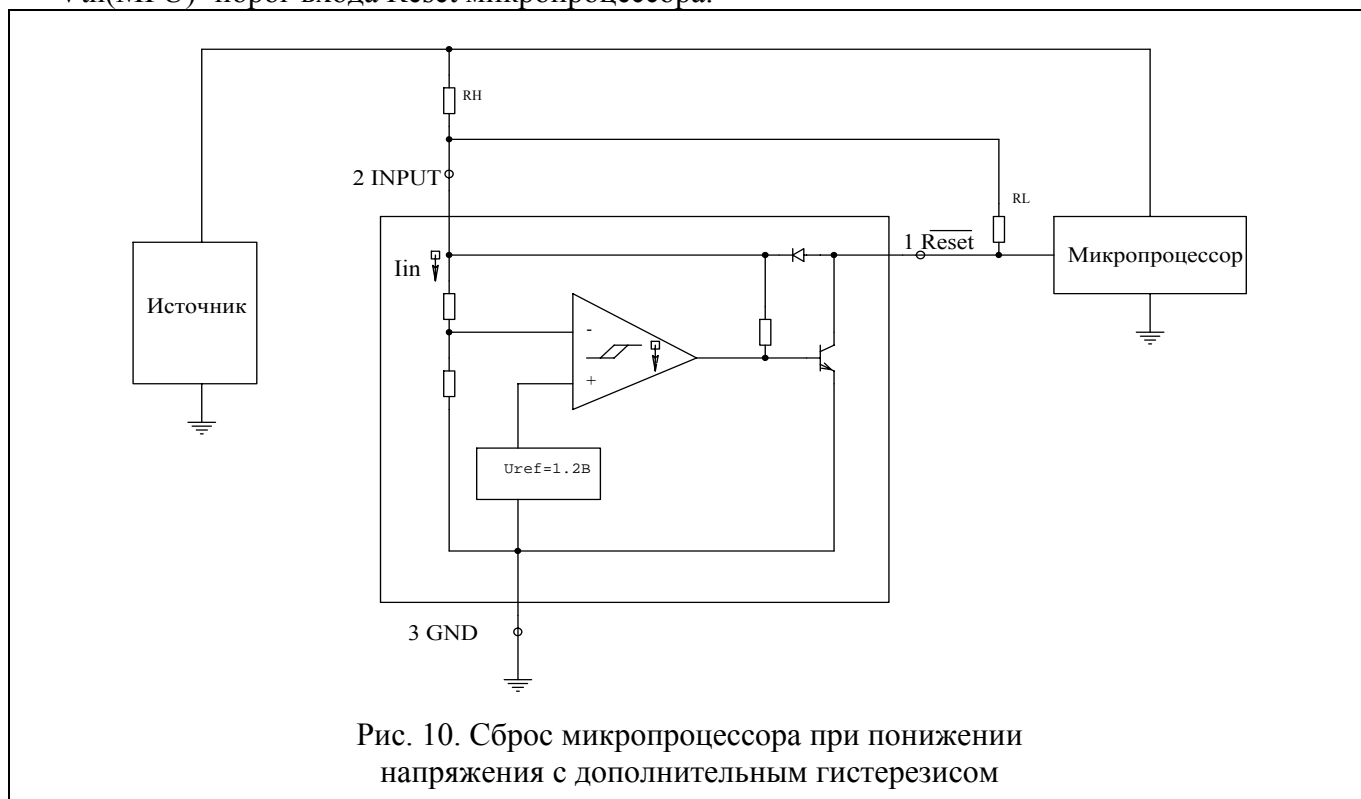 RH
2 INPUT
RL
1 Reset
Микропроцессор
Iin
Источник
-
+
Uref=1.2В
3 GND
Рис. 10. Сброс микропроцессора при понижении
напряжения с дополнительным гистерезисом